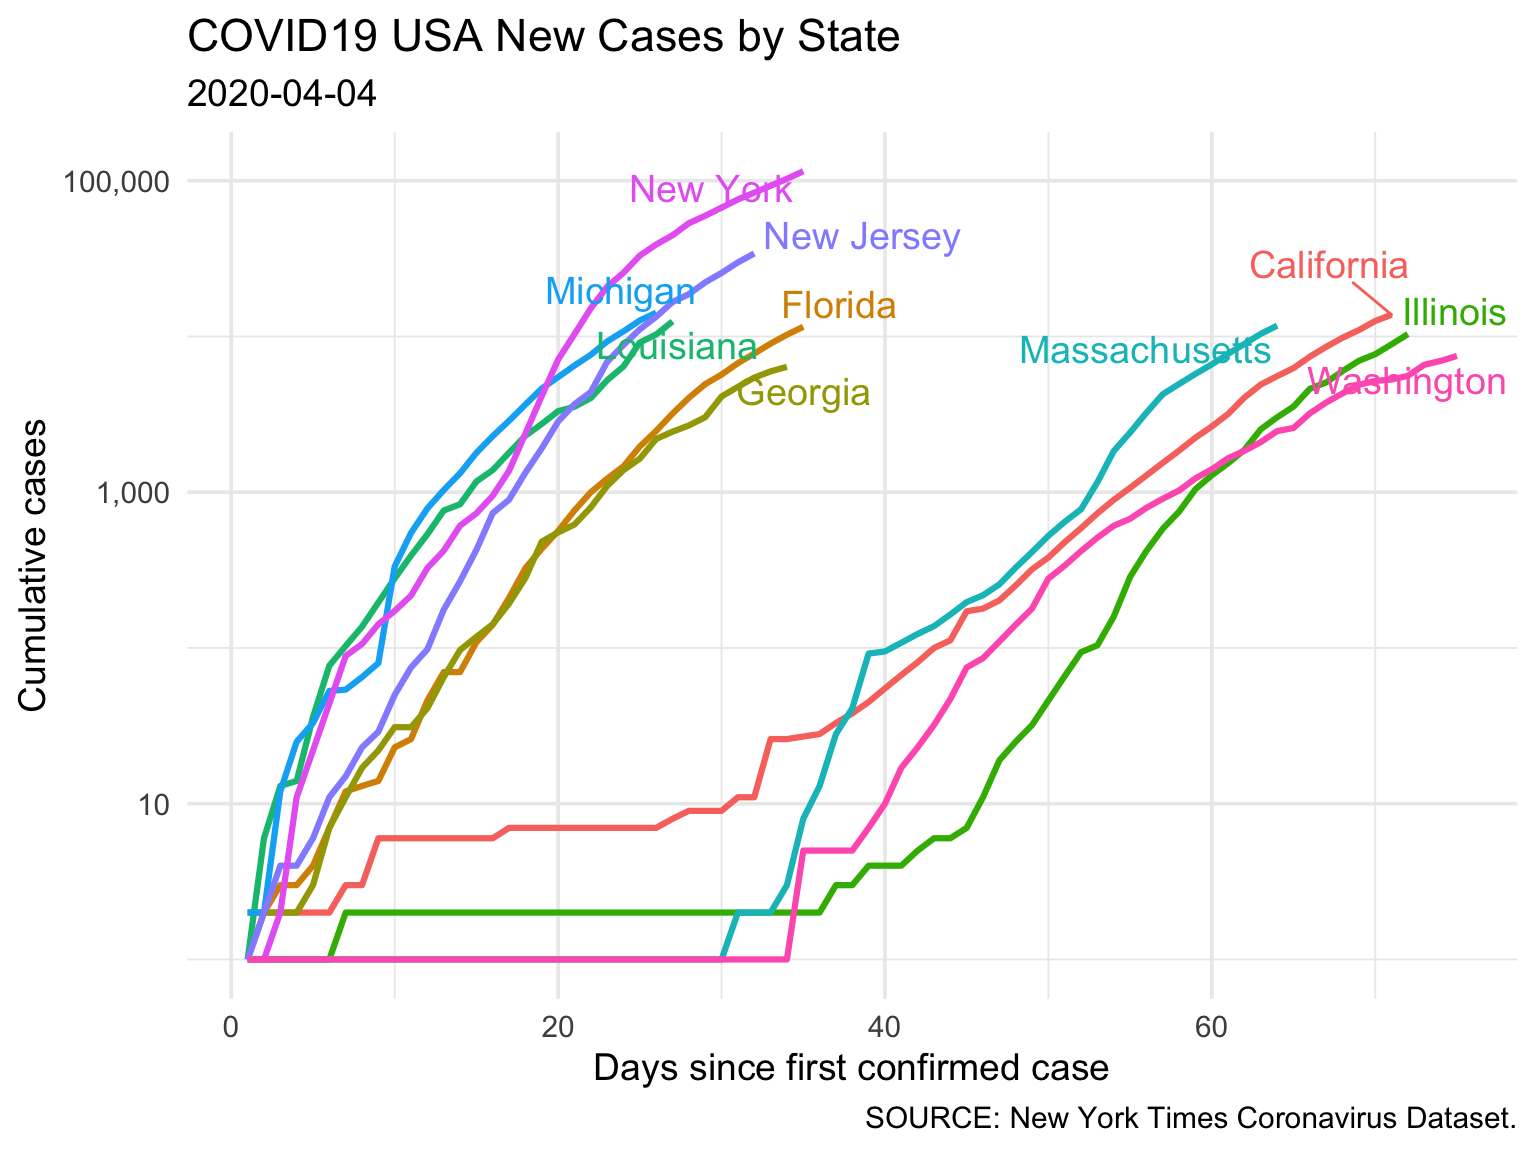 COVID19 USA New Cases by State
2020-04-04
100,000
1,000
10
Cumulative cases
New York
New Jersey
Michigan
Florida
Louisiana
Georgia
California
Illinois
Massachusetts
Washington
0 20 40 60
Days since first confirmed case
SOURCE: New York Times Coronavirus Dataset.